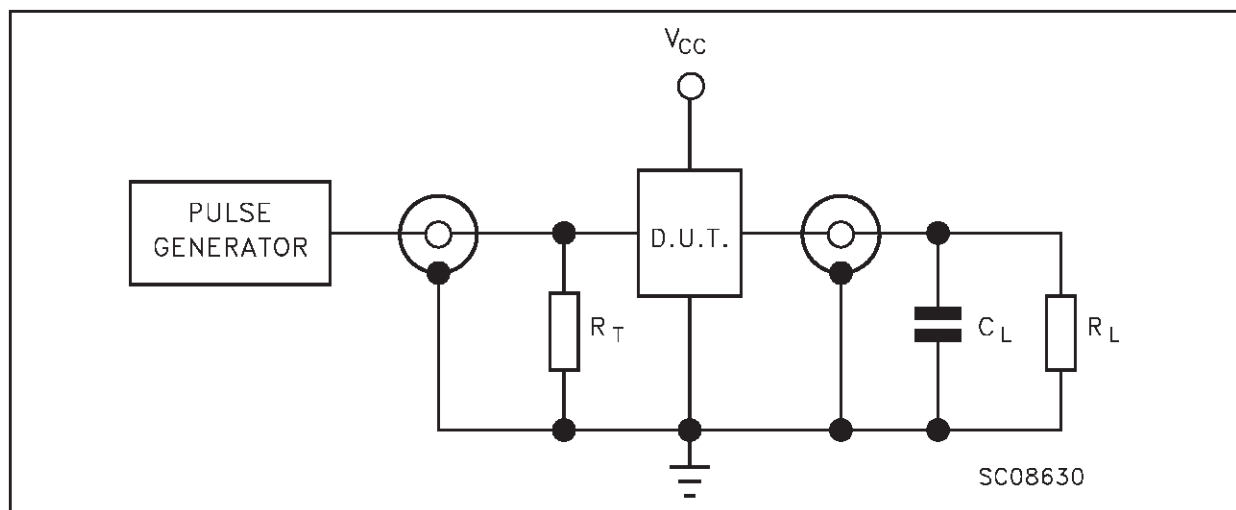 VCC
PULSE
GENERATOR
D.U.T.
RT
CL
RL
SC08630